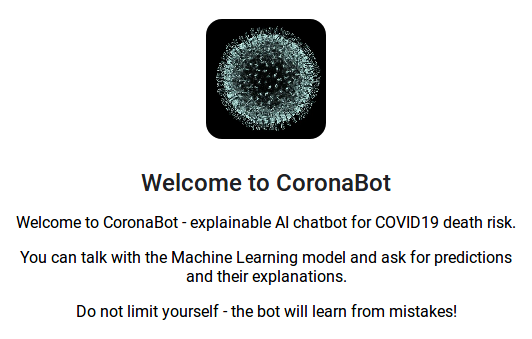 Welcome to CoronaBot
Welcome to CoronaBot - explainable AI chatbot for COVID19 death risk.
You can talk with the Machine Learning model and ask for predictions
and their explanations.
Do not limit yourself - the bot will learn from mistakes!